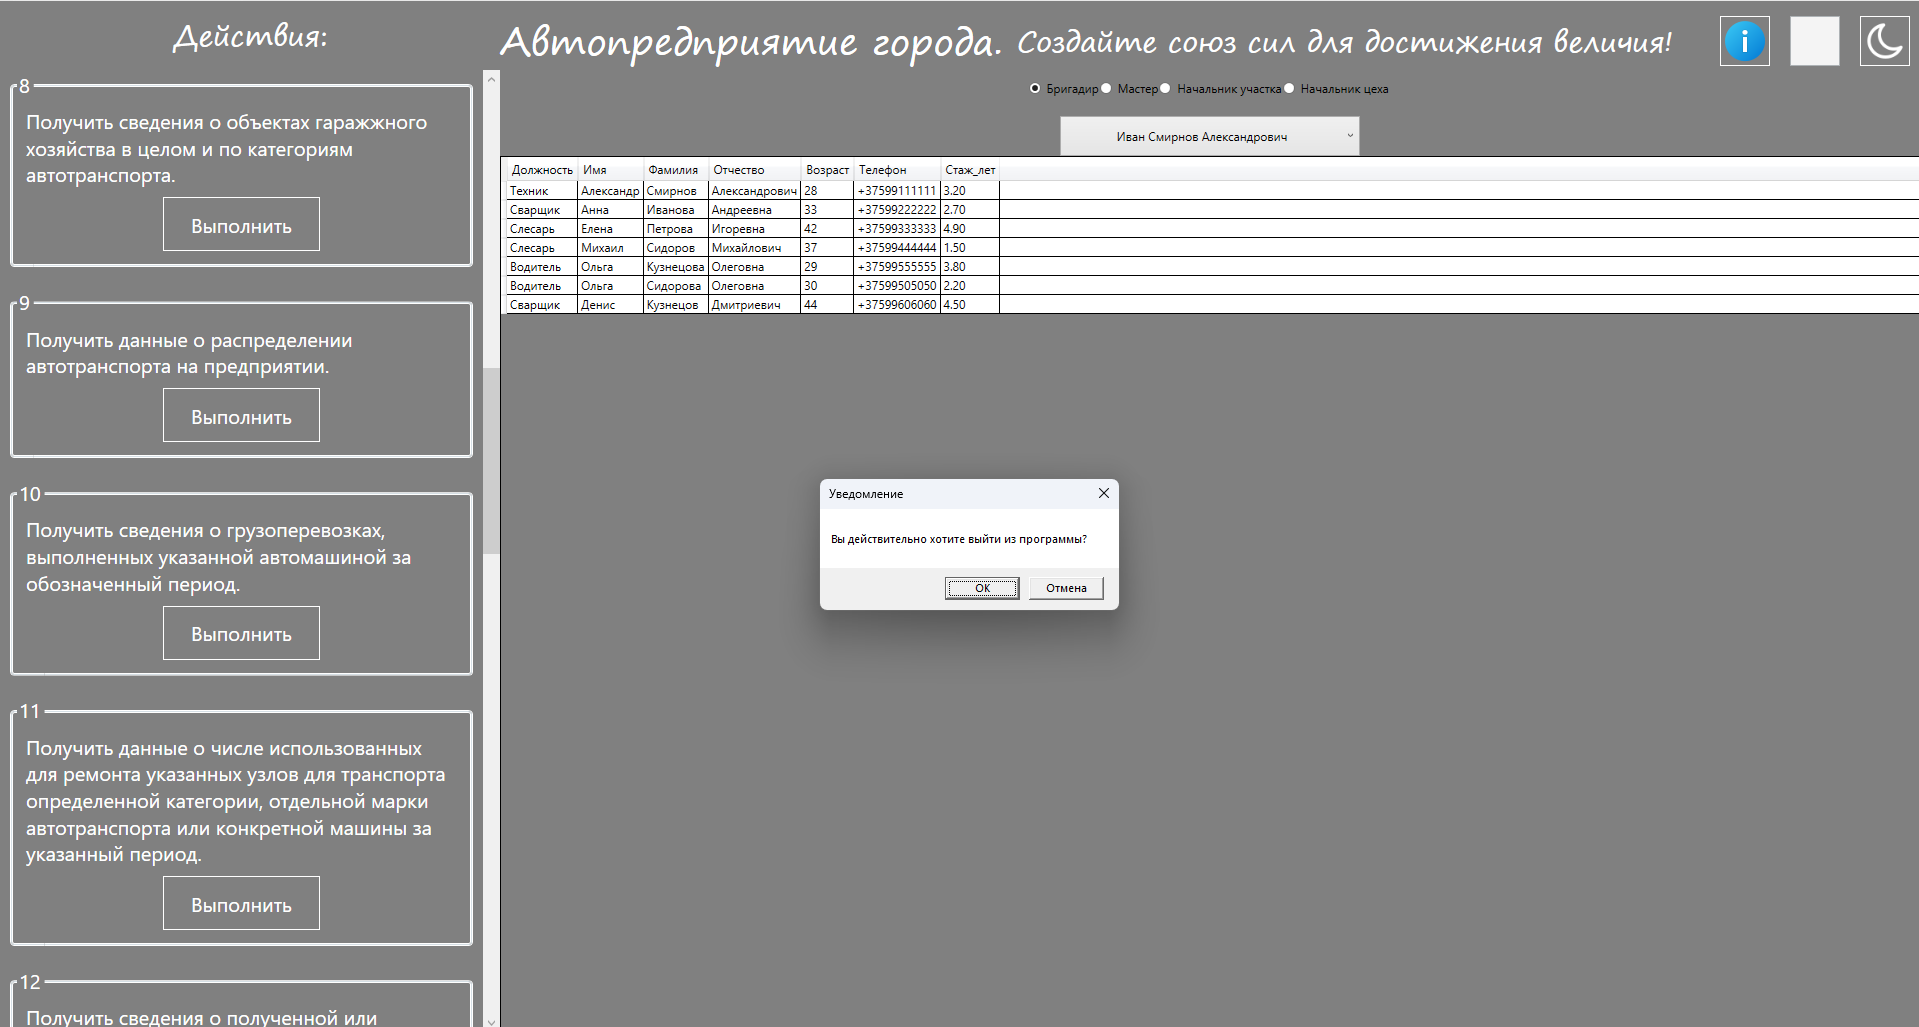 Действия:
8
Получить сведения о объектах гаражжного
хозяйства в целом и по категориям
автотранспорта.
Выполнить
9
Получить данные о распределении
автотранспорта на предприятии.
Выполнить
10
Получить сведения о грузоперевозках,
выполненных указанной автомашиной за
обозначенный период.
Выполнить
11
Получить данные о числе использованных
для ремонта указанных узлов для транспорта
определенной категории, отдельной марки
автотранспорта или конкретной машины за
указанный период.
Выполнить
12
Получить сведения о полученной или
Автопредприятие города. Создайте союз сил для достижения величия!
i
Бригадир Мастер Начальник участка Начальник цеха
Иван Смирнов Александрович
Должность Имя Фамилия Отчество Возраст Телефон Стаж_лет
Техник Александр Смирнов Александрович 28 +37599111111 3.20
Сварщик Анна Иванова Андреевна 33 +37599222222 2.70
Слесарь Елена Петрова Игоревна 42 +37599333333 4.90
Слесарь Михаил Сидоров Михайлович 37 +37599444444 1.50
Водитель Ольга Кузнецова Олеговна 29 +37599555555 3.80
Водитель Ольга Сидорова Олеговна 30 +37599505050 2.20
Сварщик Денис Кузнецов Дмитриевич 44 +37599606060 4.50
Уведомление
Вы действительно хотите выйти из программы?
ОК Отмена